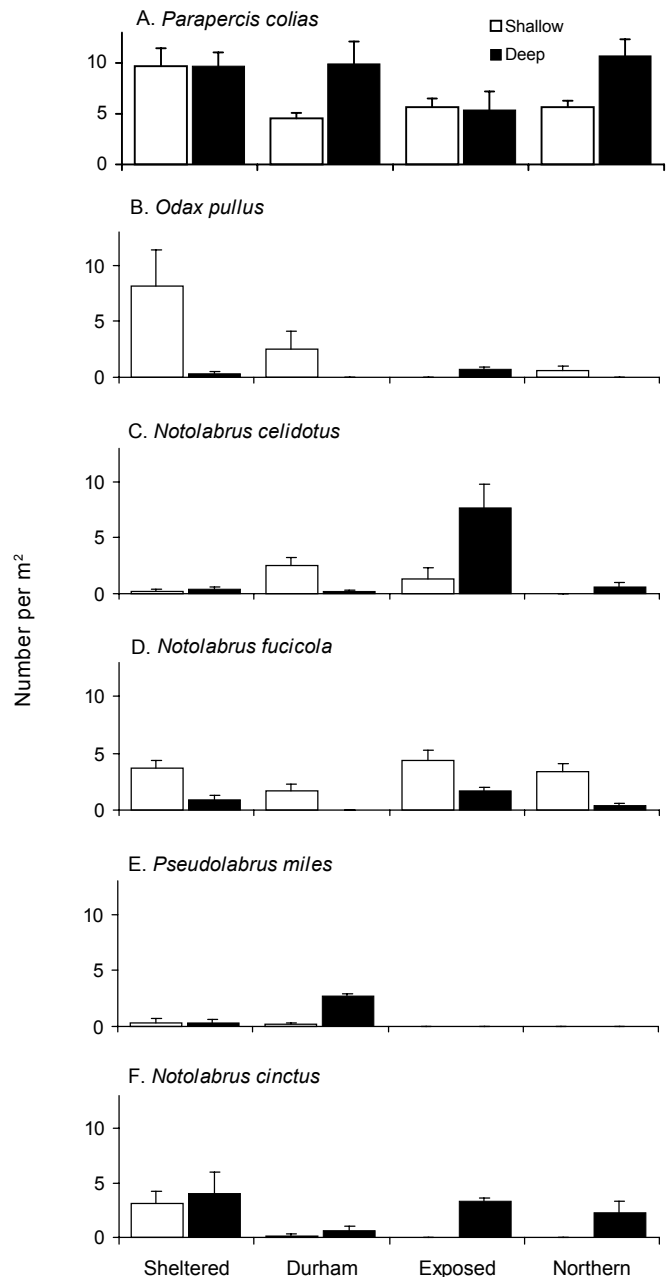 A. Parapercis colias
Shallow
Deep
10
5
0
B. Odax pullus
10
5
0
C. Notolabrus celidotus
10
5
0
Number per m²
D. Notolabrus fucicola
10
5
0
E. Pseudolabrus miles
10
5
0
F. Notolabrus cinctus
10
5
0
Sheltered Durham Exposed Northern